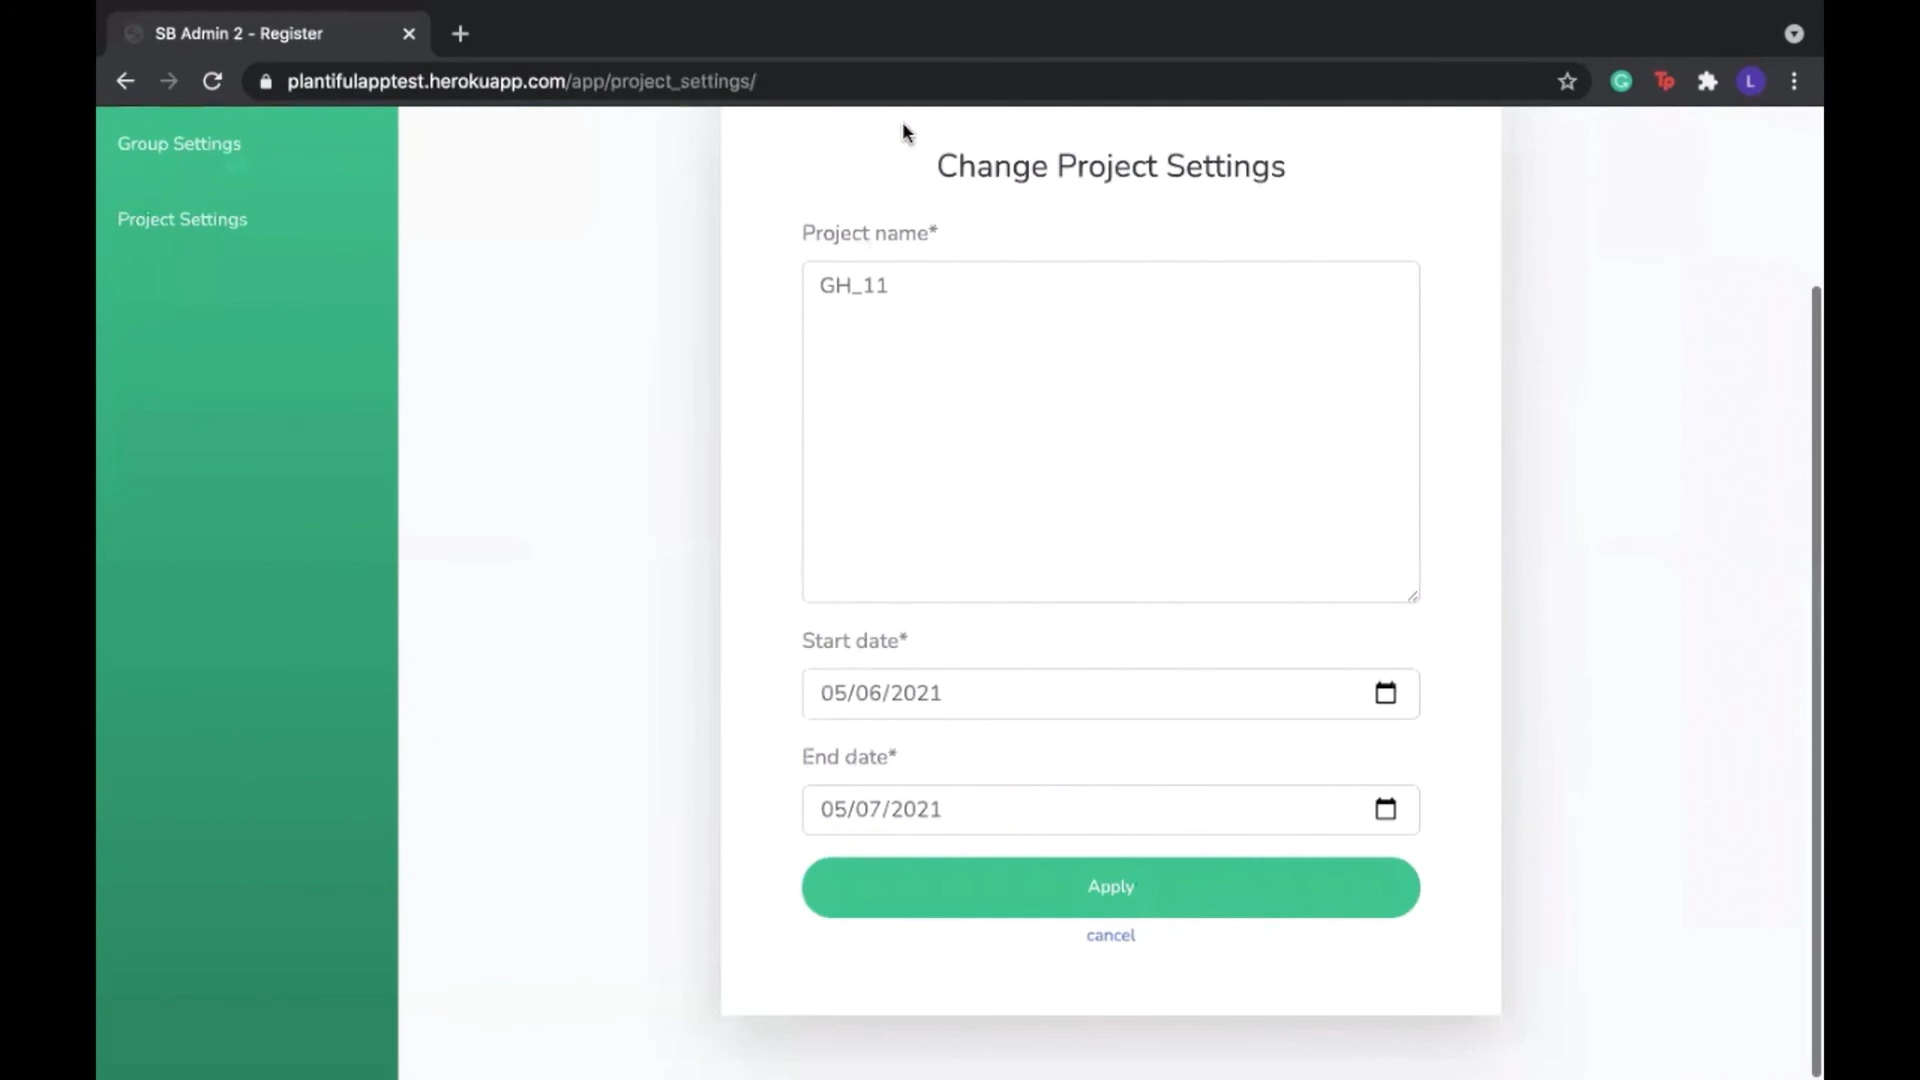 SB Admin 2 - Register
plantifulapptest.herokuapp.com/app/project_settings/
L
Group Settings
Project Settings
Change Project Settings
Project name*
GH_11
Start date*
05/06/2021
End date*
05/07/2021
Apply
cancel